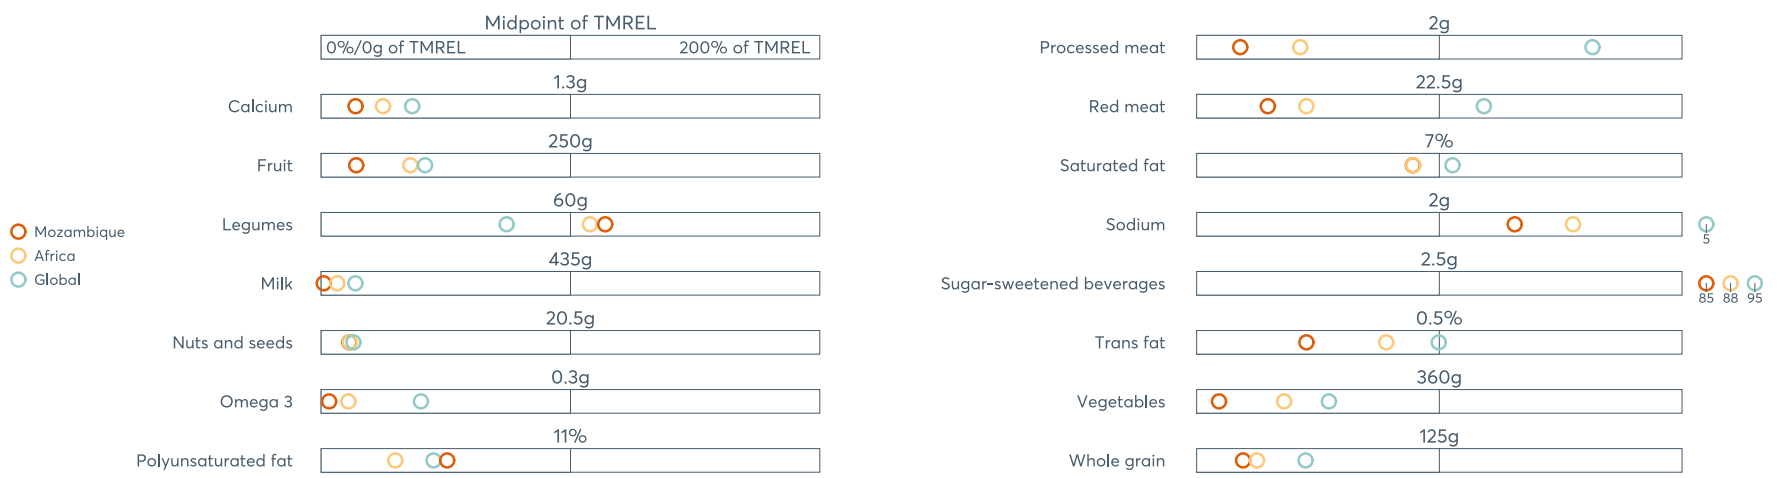 Midpoint of TMREL
0%/0g of TMREL 200% of TMREL
1.3g
Calcium
250g
Fruit
60g
Legumes
435g
Milk
20.5g
Nuts and seeds
0.3g
Omega 3
11%
Polyunsaturated fat
Mozambique
Africa
Global
2g
Processed meat
22.5g
Red meat
7%
Saturated fat
2g
Sodium
5
2.5g
Sugar-sweetened beverages
85 88 95
0.5%
Trans fat
360g
Vegetables
125g
Whole grain